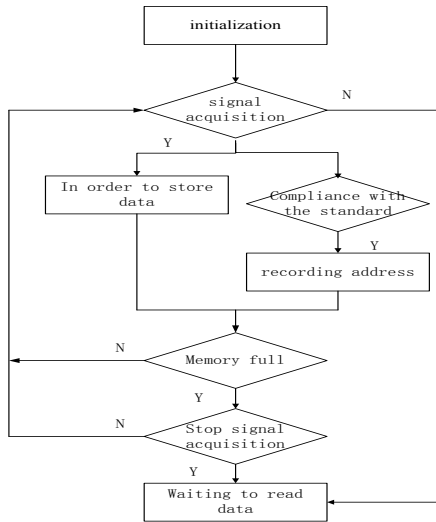 initialization
signal
acquisition
N
Y
In order to store
data
Compliance with
the standard
Y
recording address
N
Memory full
Y
N
Stop signal
acquisition
Y
Waiting to read
data